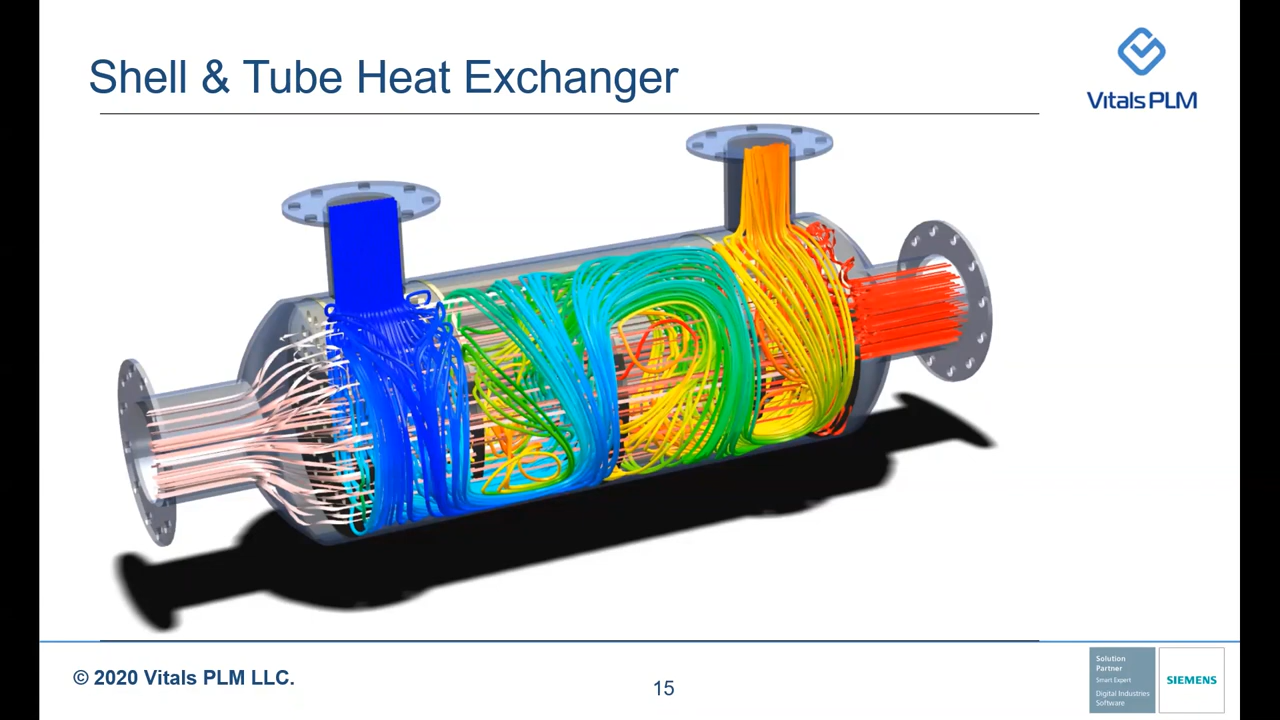 Shell & Tube Heat Exchanger
Vitals PLM
© 2020 Vitals PLM LLC.
15
Solution
Partner
Smart Expert
Digital Industries
Software
SIEMENS